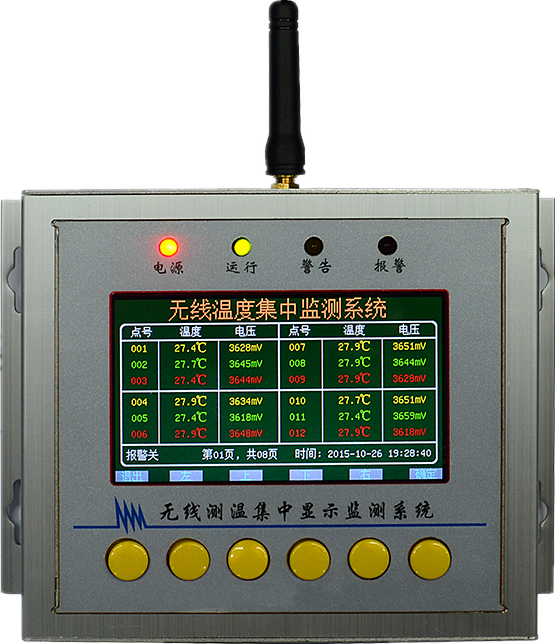 电源 运行 警告 报警
无线温度集中监测系统
点号 温度 电压 点号 温度 电压
001 27.4℃ 3628mV 007 27.9℃ 3651mV
002 27.7℃ 3645mV 008 27.9℃ 3644mV
003 27.4℃ 3644mV 009 27.9℃ 3628mV
004 27.9℃ 3634mV 010 27.7℃ 3651mV
005 27.4℃ 3618mV 011 27.4℃ 3659mV
006 27.9℃ 3648mV 012 27.9℃ 3618mV
报警关 第01页，共08页 时间: 2015-10-26 19:28:40
退出 左 上 下 右 确定
无线测温集中显示监测系统